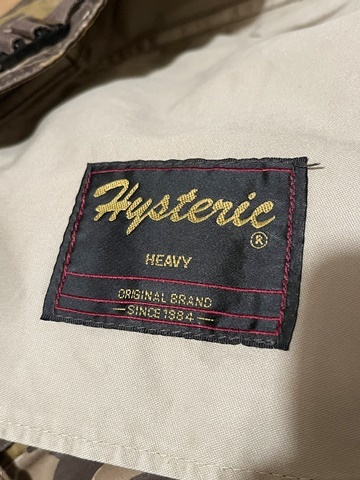 Hysteric
®
HEAVY
ORIGINAL BRAND
—SINCE 1984—